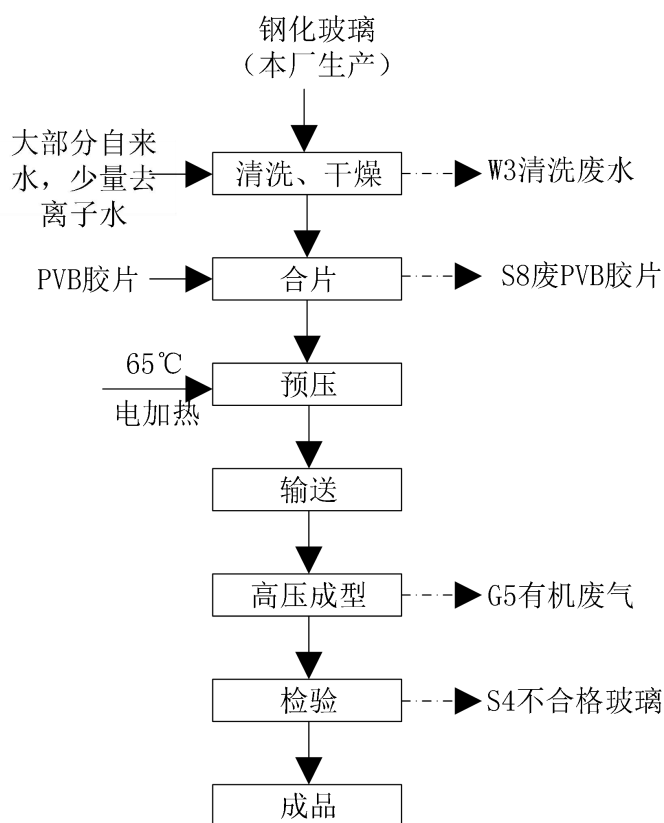 钢化玻璃
（本厂生产）
大部分自来
水，少量去
离子水
清洗、干燥
W3清洗废水
PVB胶片
合片
S8废PVB胶片
65℃
电加热
预压
输送
高压成型
G5有机废气
检验
S4不合格玻璃
成品